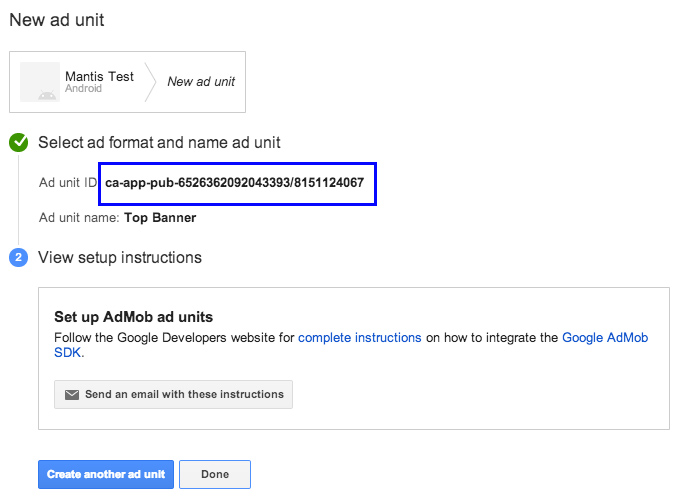 New ad unit
Mantis Test
Android
New ad unit
Select ad format and name ad unit
Ad unit ID
ca-app-pub-6526362092043393/8151124067
Ad unit name: Top Banner
2 View setup instructions
Set up AdMob ad units
Follow the Google Developers website for complete instructions on how to integrate the Google AdMob
SDK.
Send an email with these instructions
Create another ad unit
Done